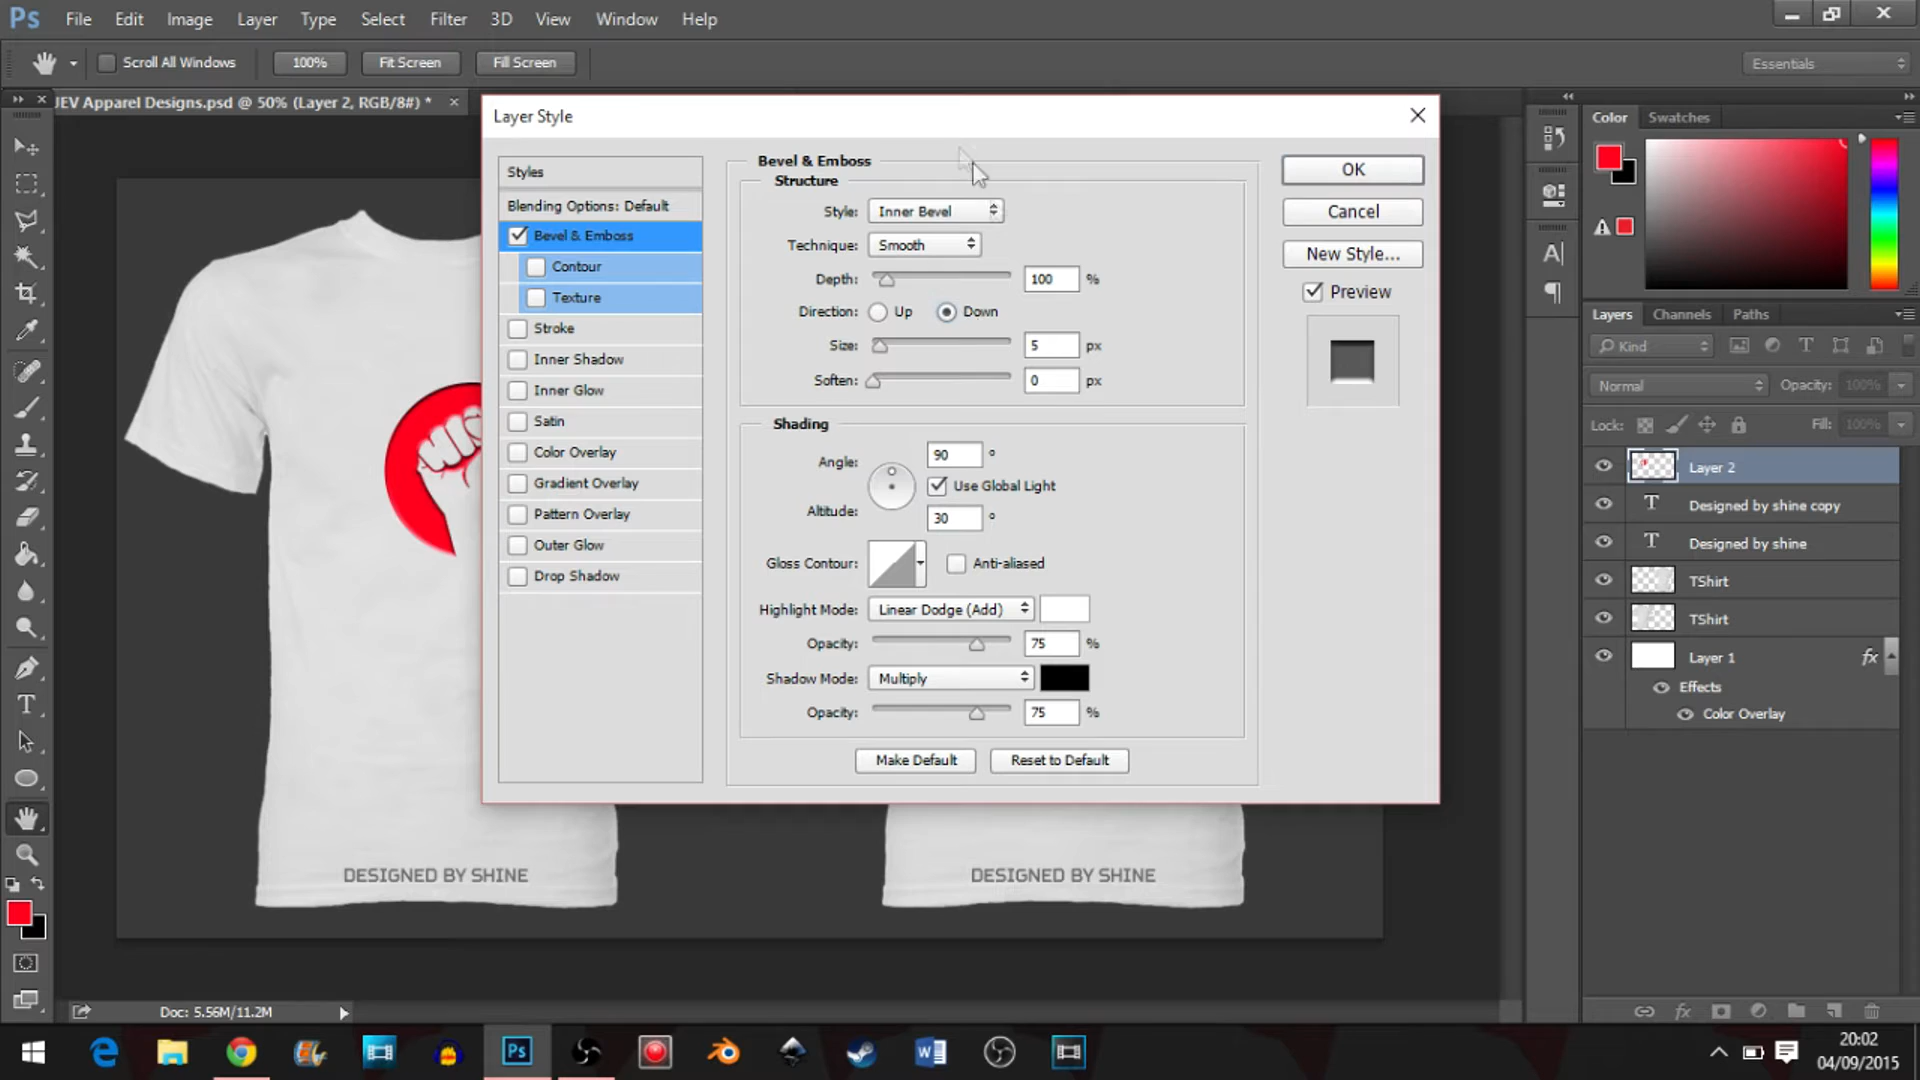 Ps File Edit Image Layer Type Select Filter 3D View Window Help
Scroll All Windows 100% Fit Screen Fill Screen Essentials
JEV Apparel Designs.psd @ 50% (Layer 2, RGB/8#) *
Layer Style
Styles
Blending Options: Default
Bevel & Emboss
Contour
Texture
Stroke
Inner Shadow
Inner Glow
Satin
Color Overlay
Gradient Overlay
Pattern Overlay
Outer Glow
Drop Shadow
Bevel & Emboss
Structure
Style: Inner Bevel
Technique: Smooth
Depth: 100 %
Direction: Up Down
Size: 5 px
Soften: 0 px
Shading
Angle: 90 °
Use Global Light
Altitude: 30 °
Gloss Contour: Anti-aliased
Highlight Mode: Linear Dodge (Add)
Opacity: 75 %
Shadow Mode: Multiply
Opacity: 75 %
Make Default Reset to Default
OK
Cancel
New Style...
Preview
Color Swatches
Layers Channels Paths
Kind
Normal Opacity: 100%
Lock: Fill: 100%
Layer 2
Designed by shine copy
Designed by shine
TShirt
TShirt
Layer 1 fx
Effects
Color Overlay
DESIGNED BY SHINE
DESIGNED BY SHINE
Doc: 5.56M/11.2M
fx
Ps
20:02
04/09/2015